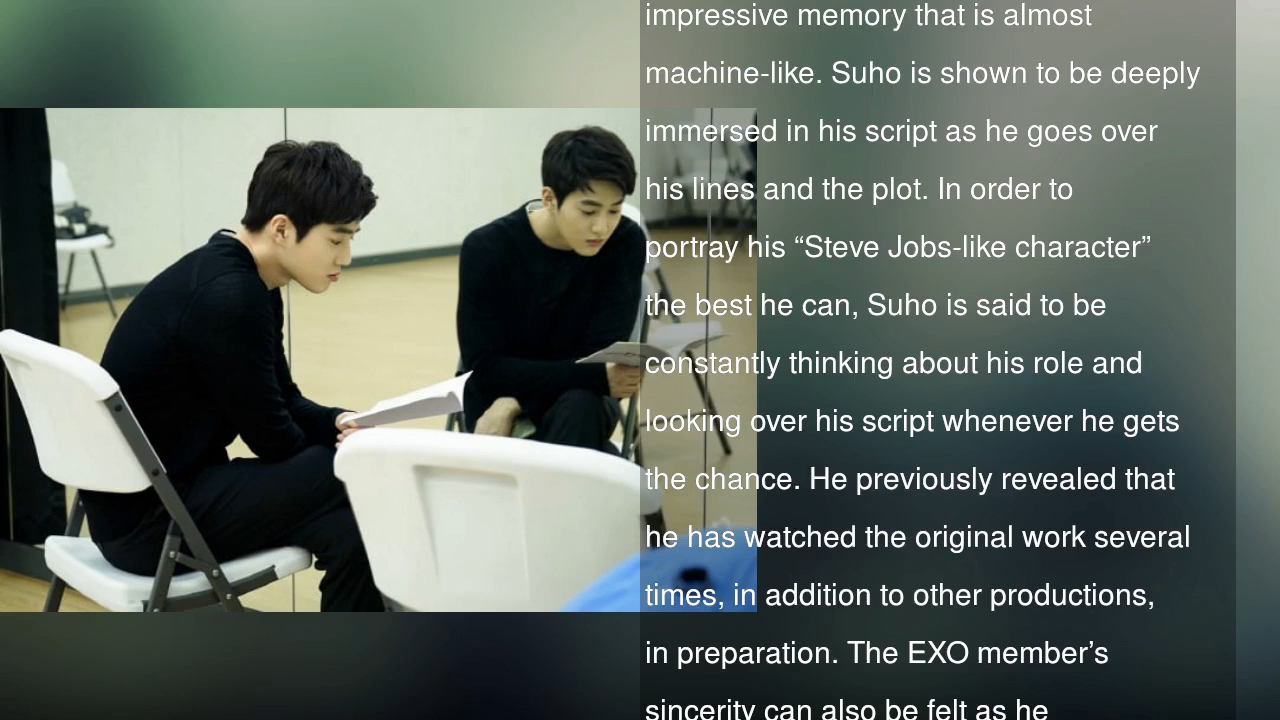 impressive memory that is almost
machine-like. Suho is shown to be deeply
immersed in his script as he goes over
his lines and the plot. In order to
portray his “Steve Jobs-like character”
the best he can, Suho is said to be
constantly thinking about his role and
looking over his script whenever he gets
the chance. He previously revealed that
he has watched the original work several
times, in addition to other productions,
in preparation. The EXO member’s
sincerity can also be felt as he